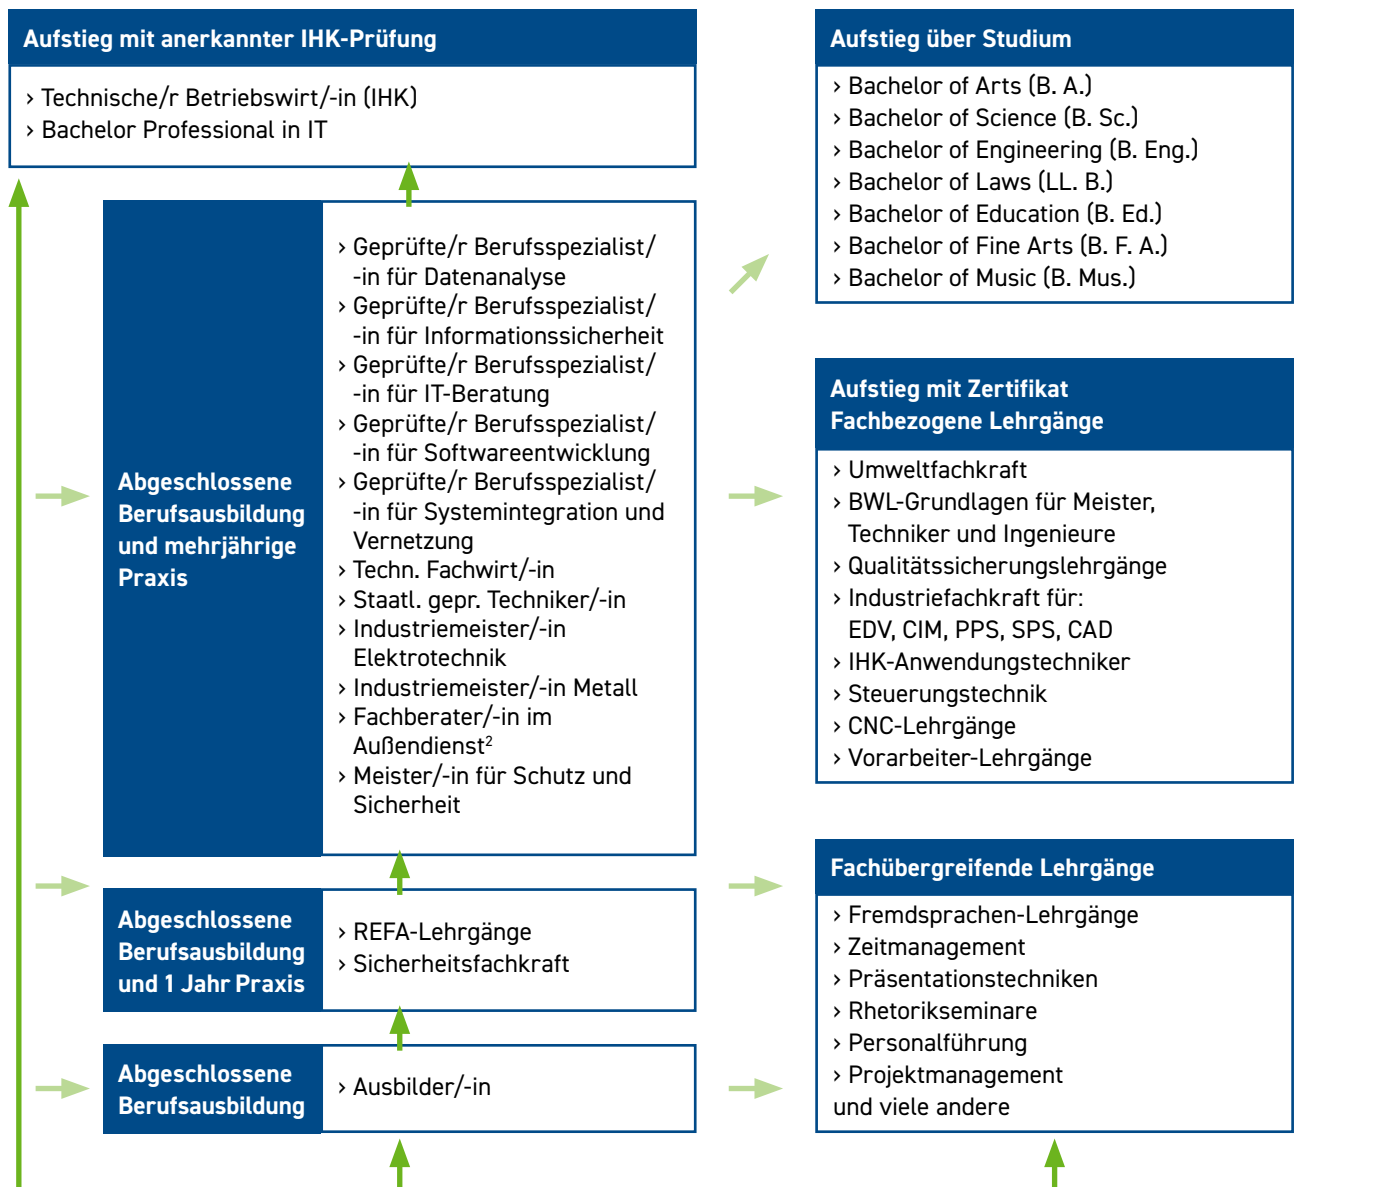 Aufstieg mit anerkannter IHK-Prüfung
› Technische/r Betriebswirt/-in (IHK)
› Bachelor Professional in IT
Abgeschlossene
Berufsausbildung
und mehrjährige
Praxis
› Geprüfte/r Berufsspezialist/
-in für Datenanalyse
› Geprüfte/r Berufsspezialist/
-in für Informationssicherheit
› Geprüfte/r Berufsspezialist/
-in für IT-Beratung
› Geprüfte/r Berufsspezialist/
-in für Softwareentwicklung
› Geprüfte/r Berufsspezialist/
-in für Systemintegration und
Vernetzung
› Techn. Fachwirt/-in
› Staatl. gepr. Techniker/-in
› Industriemeister/-in
Elektrotechnik
› Industriemeister/-in Metall
› Fachberater/-in im
Außendienst²
› Meister/-in für Schutz und
Sicherheit
Abgeschlossene
Berufsausbildung
und 1 Jahr Praxis
› REFA-Lehrgänge
› Sicherheitsfachkraft
Abgeschlossene
Berufsausbildung
› Ausbilder/-in
Aufstieg über Studium
› Bachelor of Arts (B. A.)
› Bachelor of Science (B. Sc.)
› Bachelor of Engineering (B. Eng.)
› Bachelor of Laws (LL. B.)
› Bachelor of Education (B. Ed.)
› Bachelor of Fine Arts (B. F. A.)
› Bachelor of Music (B. Mus.)
Aufstieg mit Zertifikat
Fachbezogene Lehrgänge
› Umweltfachkraft
› BWL-Grundlagen für Meister,
Techniker und Ingenieure
› Qualitätssicherungslehrgänge
› Industriefachkraft für:
EDV, CIM, PPS, SPS, CAD
› IHK-Anwendungstechniker
› Steuerungstechnik
› CNC-Lehrgänge
› Vorarbeiter-Lehrgänge
Fachübergreifende Lehrgänge
› Fremdsprachen-Lehrgänge
› Zeitmanagement
› Präsentationstechniken
› Rhetorikseminare
› Personalführung
› Projektmanagement
und viele andere